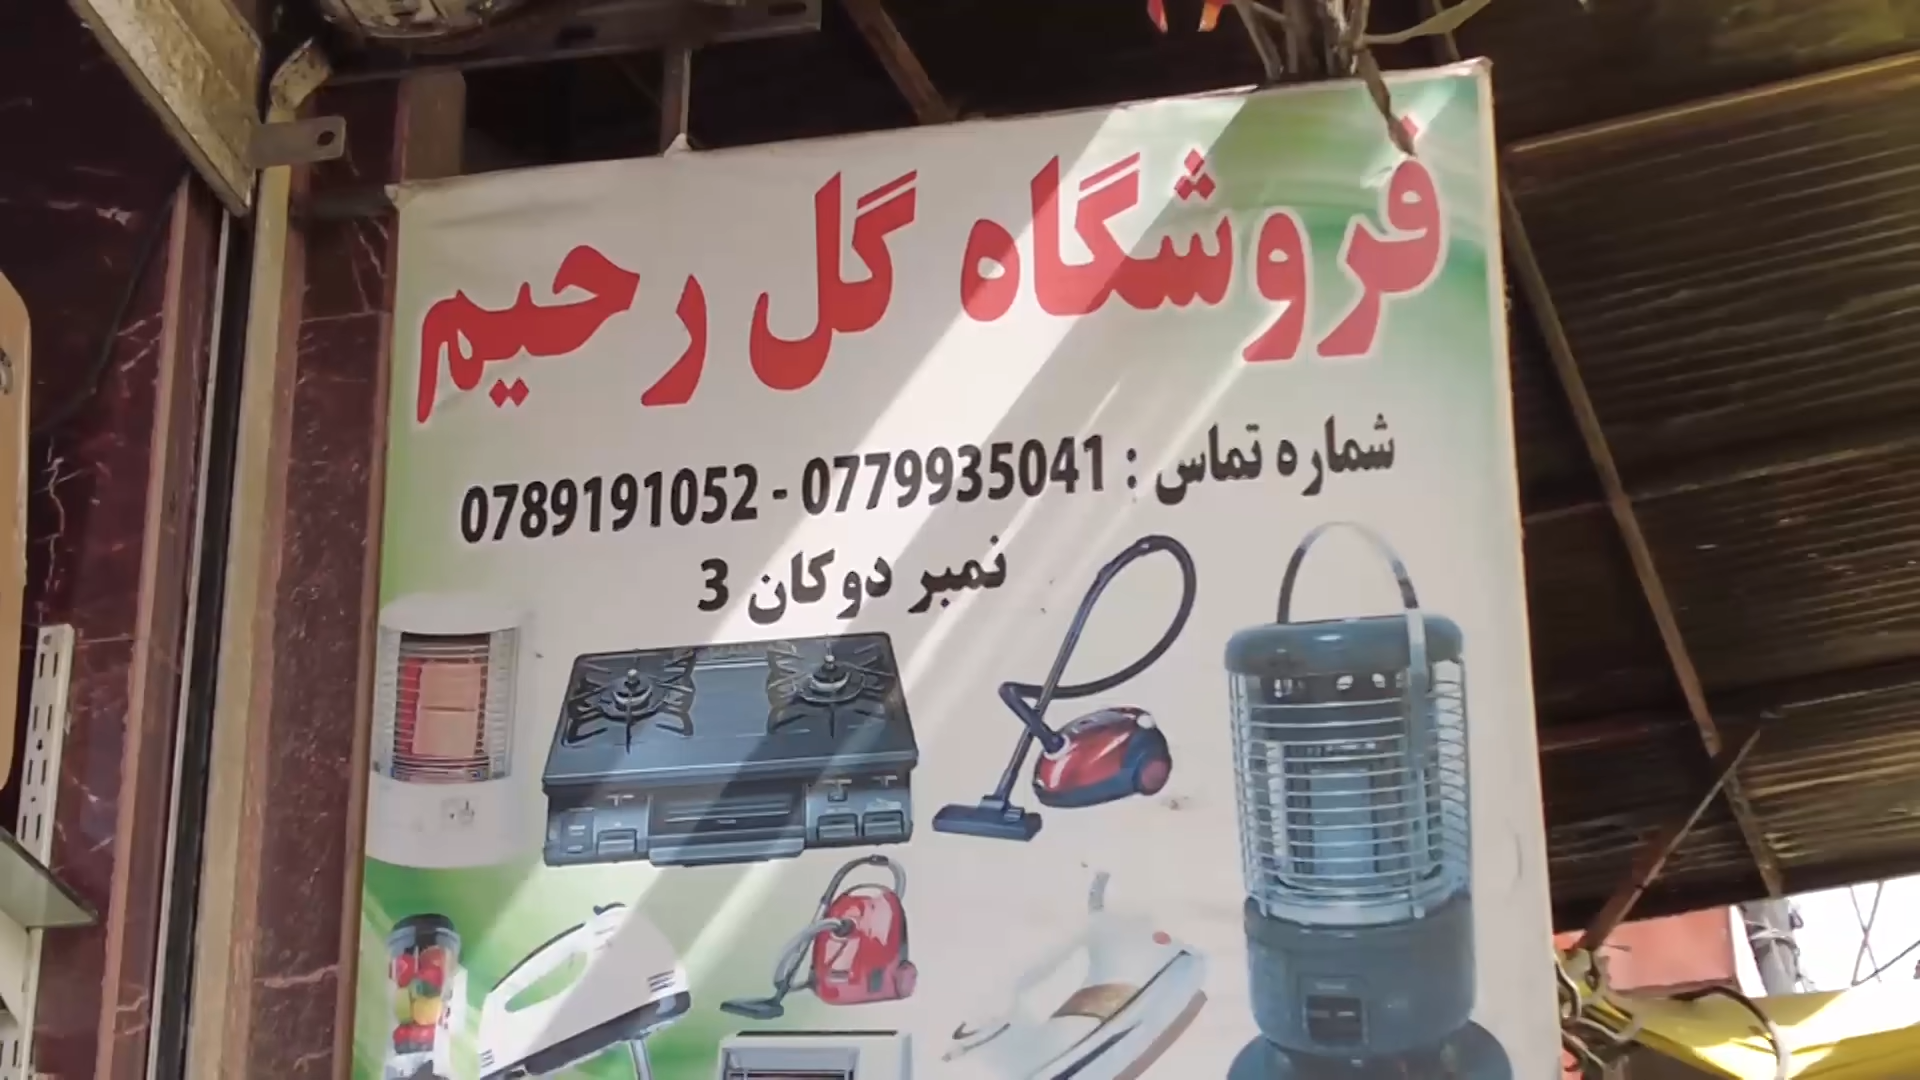 فروشگاه گل رحیم
شماره تماس : 0779935041 - 0789191052
نمبر دوکان 3